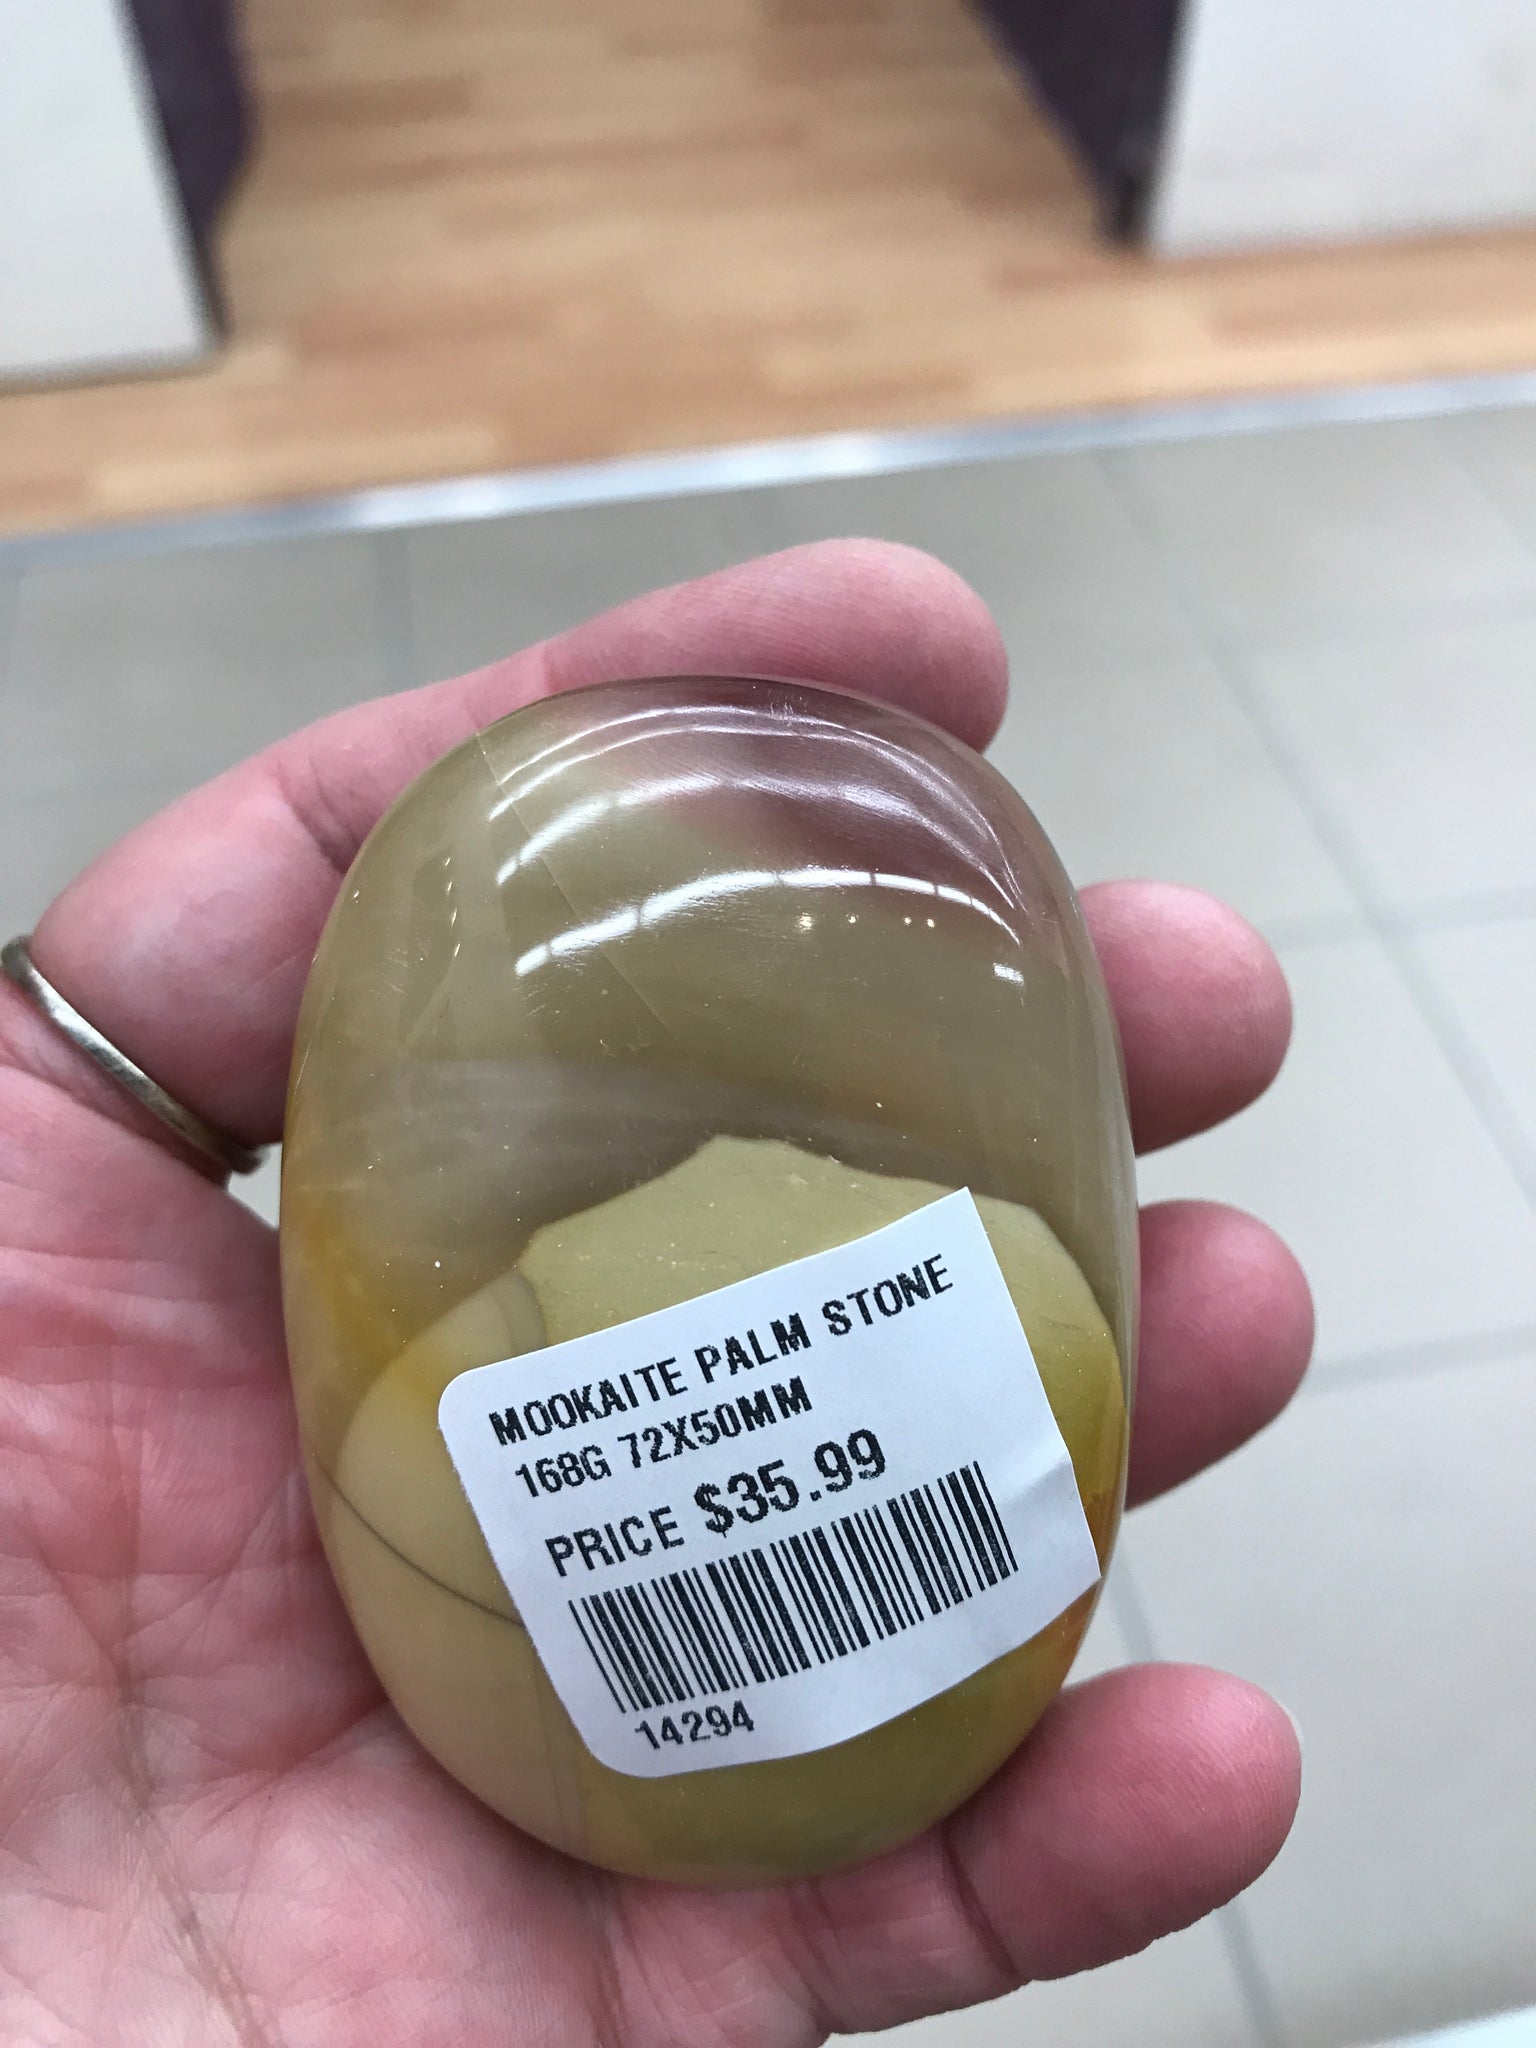 MOOKAITE PALM STONE
168G 72X50MM
PRICE $35.99
14294